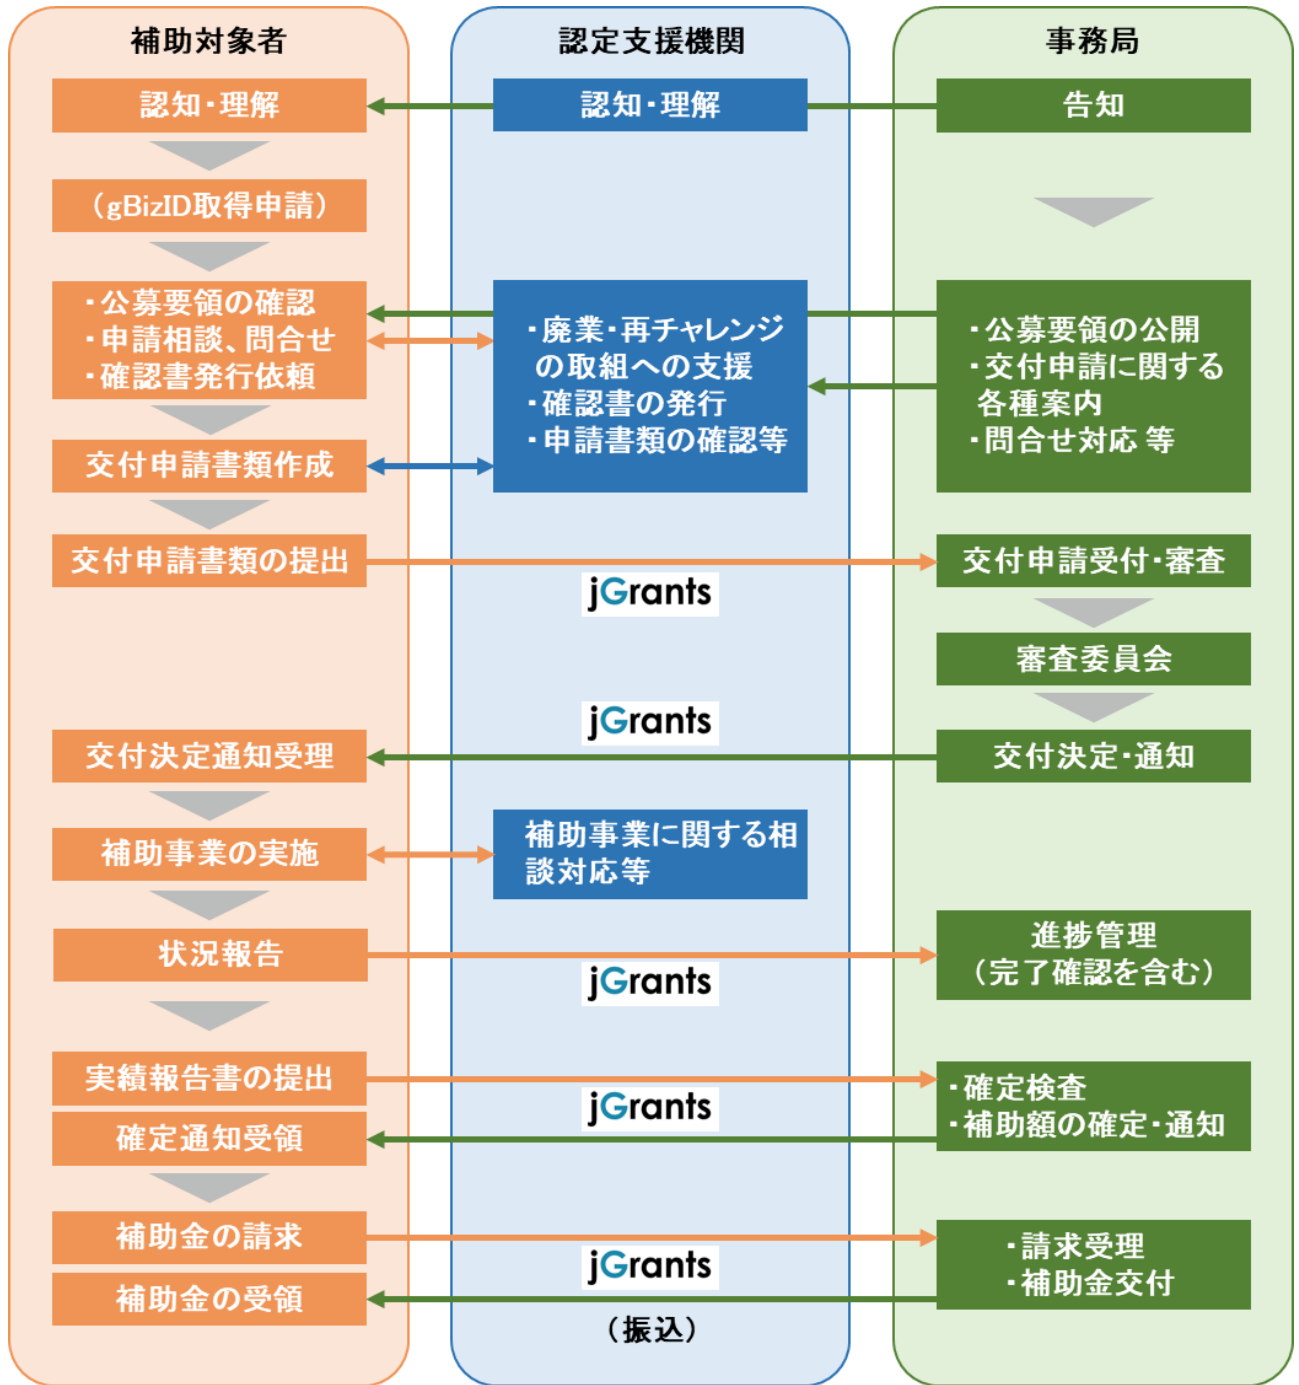 補助対象者
認定支援機関
事務局
認知・理解
認知・理解
告知
（gBizID取得申請）
・公募要領の確認
・申請相談、問合せ
・確認書発行依頼
・廃業・再チャレンジ
の取組への支援
・確認書の発行
・申請書類の確認等
・公募要領の公開
・交付申請に関する
各種案内
・問合せ対応 等
交付申請書類作成
交付申請書類の提出
jGrants
交付申請受付・審査
審査委員会
jGrants
交付決定通知受理
交付決定・通知
補助事業の実施
補助事業に関する相
談対応等
状況報告
jGrants
進捗管理
（完了確認を含む）
実績報告書の提出
確定通知受領
jGrants
・確定検査
・補助額の確定・通知
補助金の請求
補助金の受領
jGrants
（振込）
・請求受理
・補助金交付